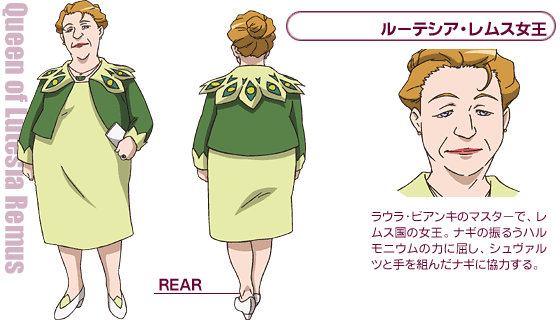 Queen of Lutesia Remus
ルーテシア・レムス女王
ラウラ・ビアンキのマスターで、レ
ムス国の女王。ナギの振るうハル
モニウムの力に屈し、シュヴァル
ツと手を組んだナギに協力する。
REAR